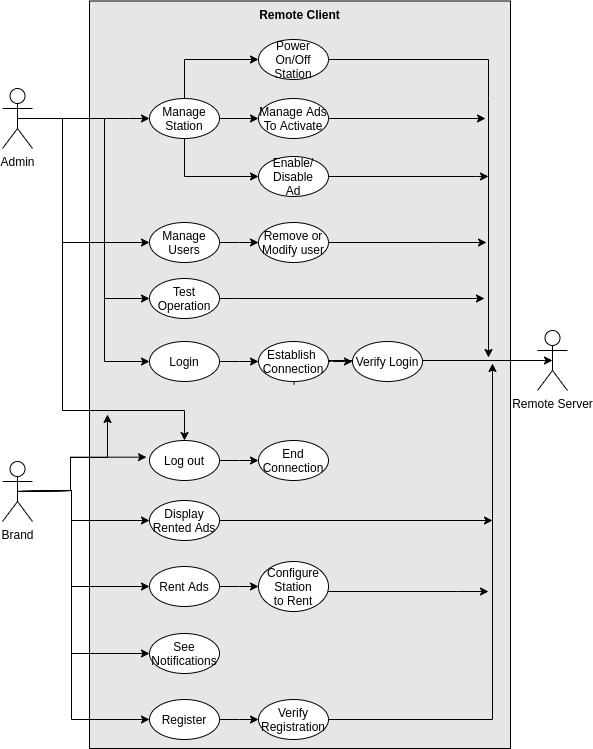 Remote Client
Power
On/Off
Station
Manage
Station
Manage Ads
To Activate
Admin
Enable/
Disable
Ad
Manage
Users
Remove or
Modify user
Test
Operation
Login
Establish
Connection
Verify Login
Remote Server
Log out
End
Connection
Brand
Display
Rented Ads
Rent Ads
Configure
Station
to Rent
See
Notifications
Register
Verify
Registration